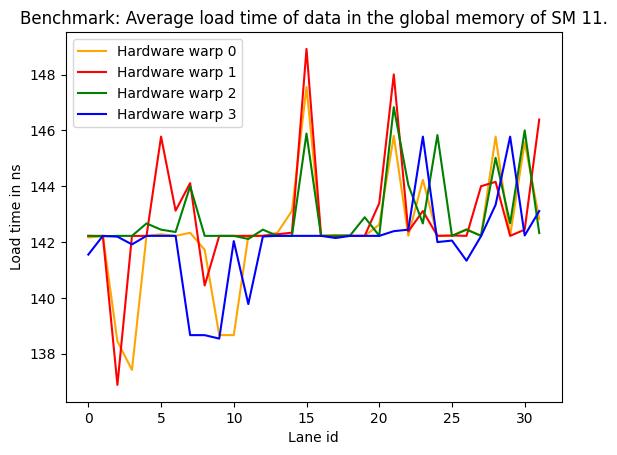 Benchmark: Average load time of data in the global memory of SM 11.
Hardware warp 0
Hardware warp 1
Hardware warp 2
Hardware warp 3
Load time in ns
148
146
144
142
140
138
0 5 10 15 20 25 30
Lane id